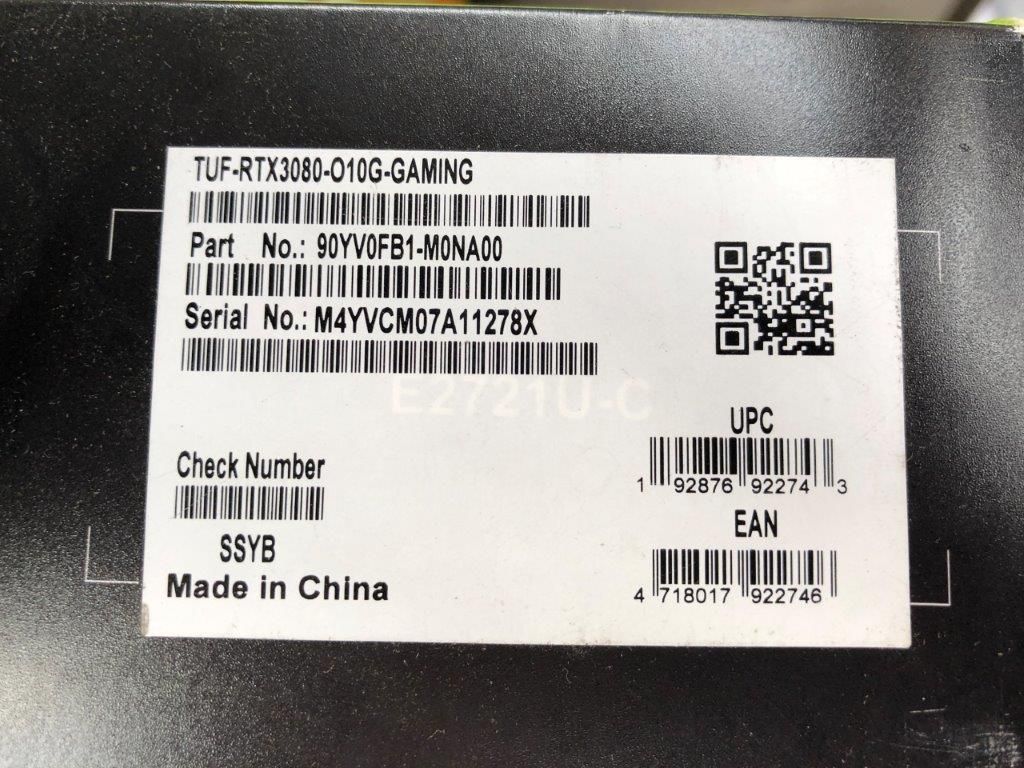 TUF-RTX3080-O10G-GAMING
Part No.: 90YV0FB1-M0NA00
Serial No.: M4YVCM07A11278X
E2721U-C
UPC
1 92876 92274 3
Check Number
EAN
SSYB
Made in China
4 718017 922746